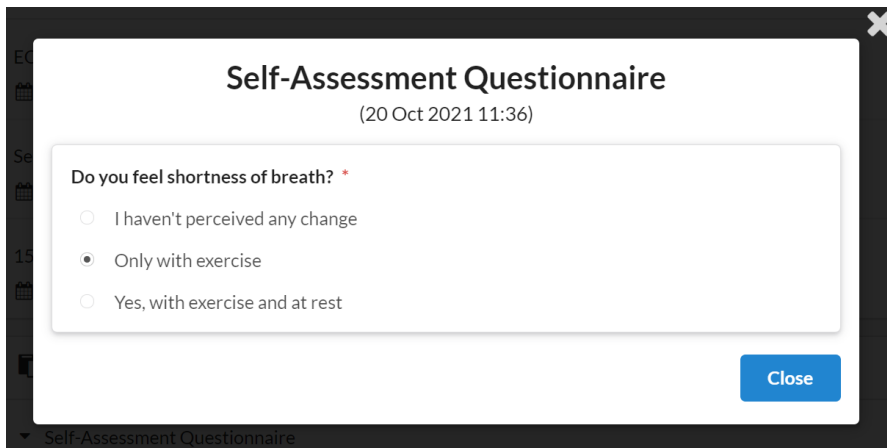 Self-Assessment Questionnaire
(20 Oct 2021 11:36)
Do you feel shortness of breath? *
I haven't perceived any change
Only with exercise
Yes, with exercise and at rest
Close
Self-Assessment Questionnaire